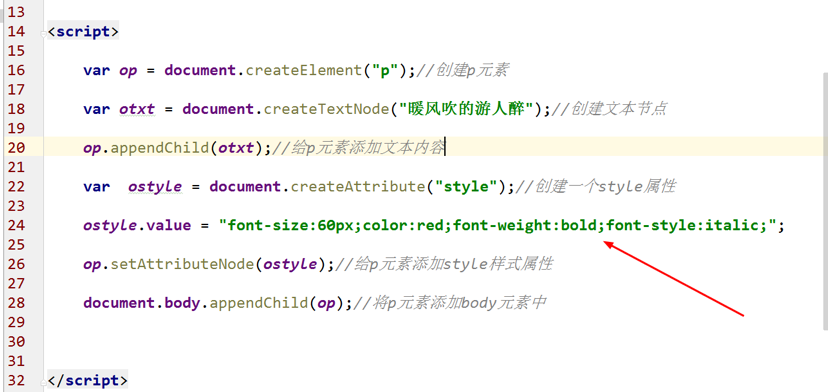 13
14 <script>
15
16 var op = document.createElement("p");//创建p元素
17
18 var otxt = document.createTextNode("暖风吹的游人醉");//创建文本节点
19
20 op.appendChild(otxt);//给p元素添加文本内容
21
22 var ostyle = document.createAttribute("style");//创建一个style属性
23
24 ostyle.value = "font-size:60px;color:red;font-weight:bold;font-style:italic;";
25
26 op.setAttributeNode(ostyle);//给p元素添加style样式属性
27
28 document.body.appendChild(op);//将p元素添加body元素中
29
30
31
32 </script>